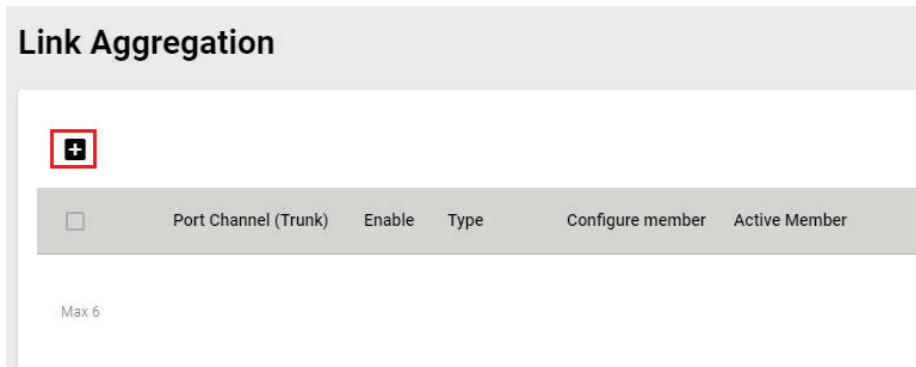 Link Aggregation
Port Channel (Trunk) Enable Type Configure member Active Member
Max 6